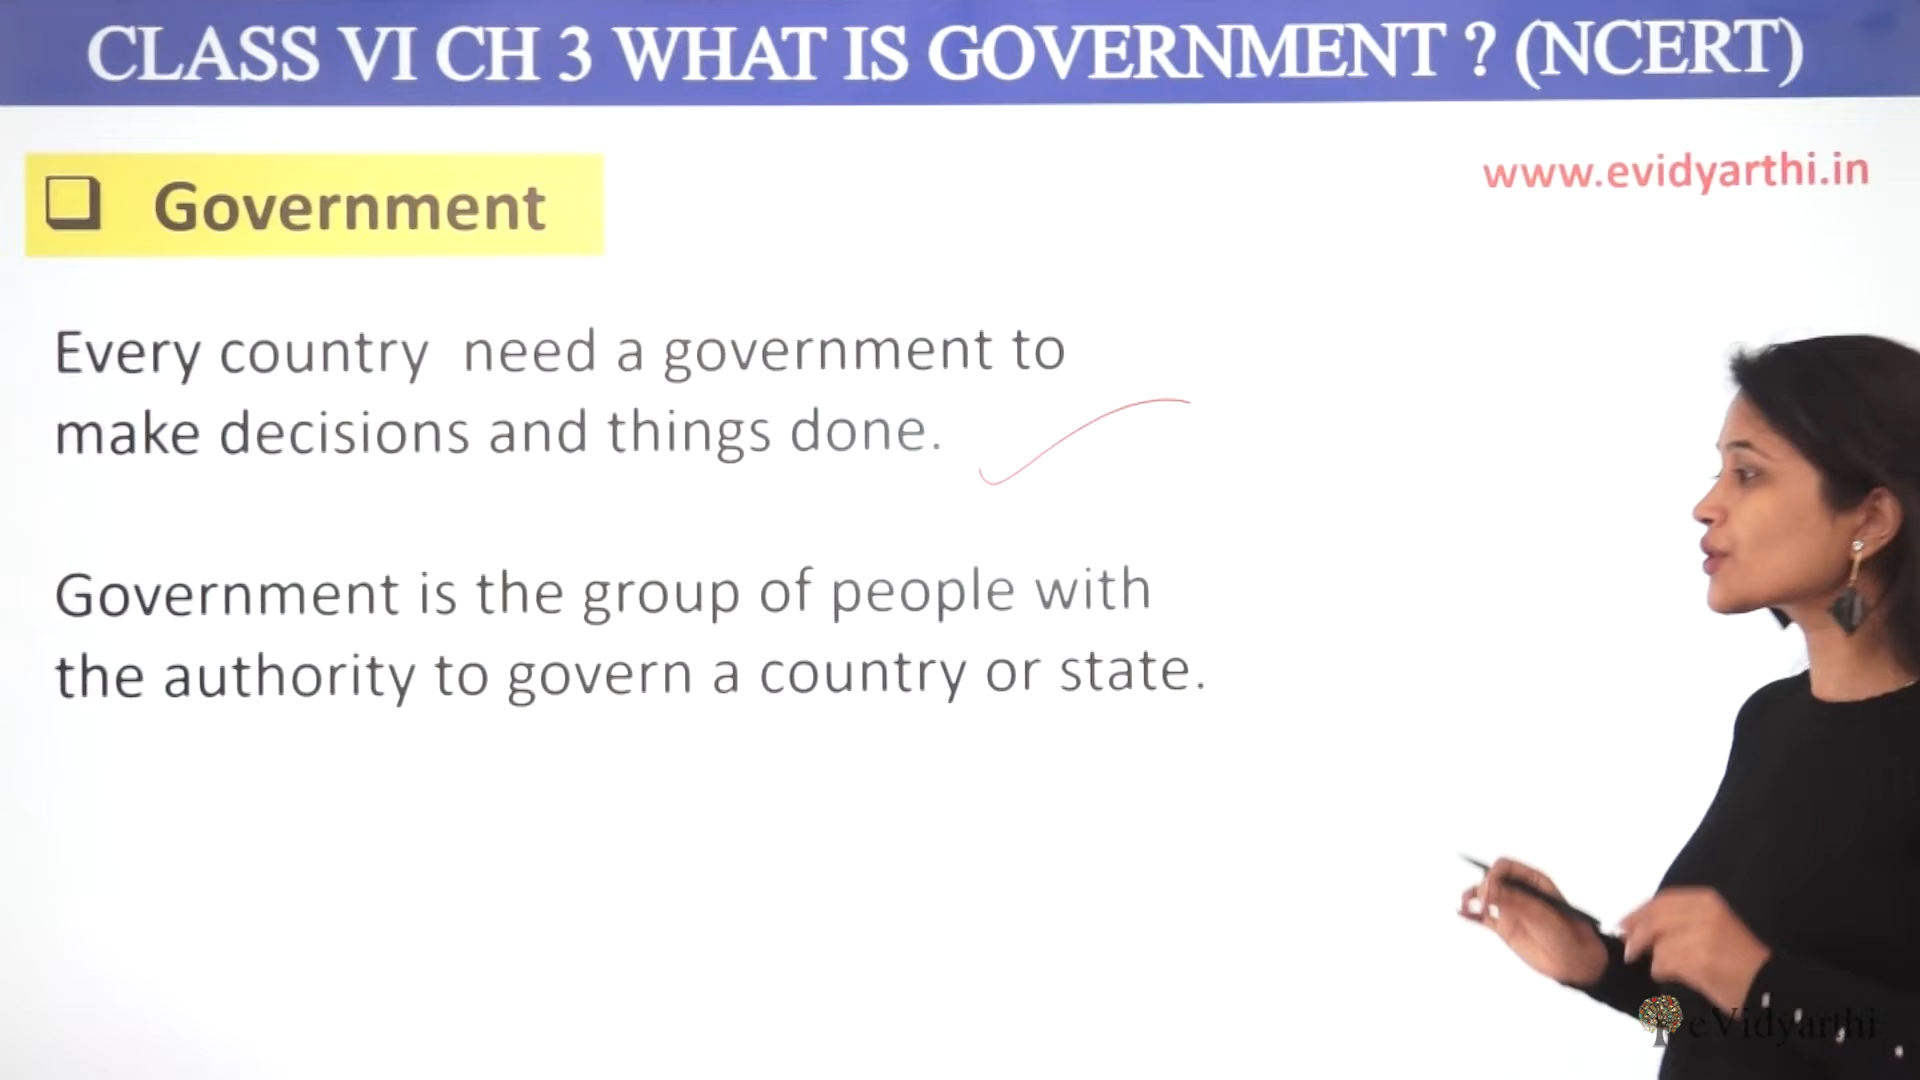 CLASS VI CH 3 WHAT IS GOVERNMENT ? (NCERT)
www.evidyarthi.in
Government
Every country need a government to
make decisions and things done.
Government is the group of people with
the authority to govern a country or state.
eVidyarthi